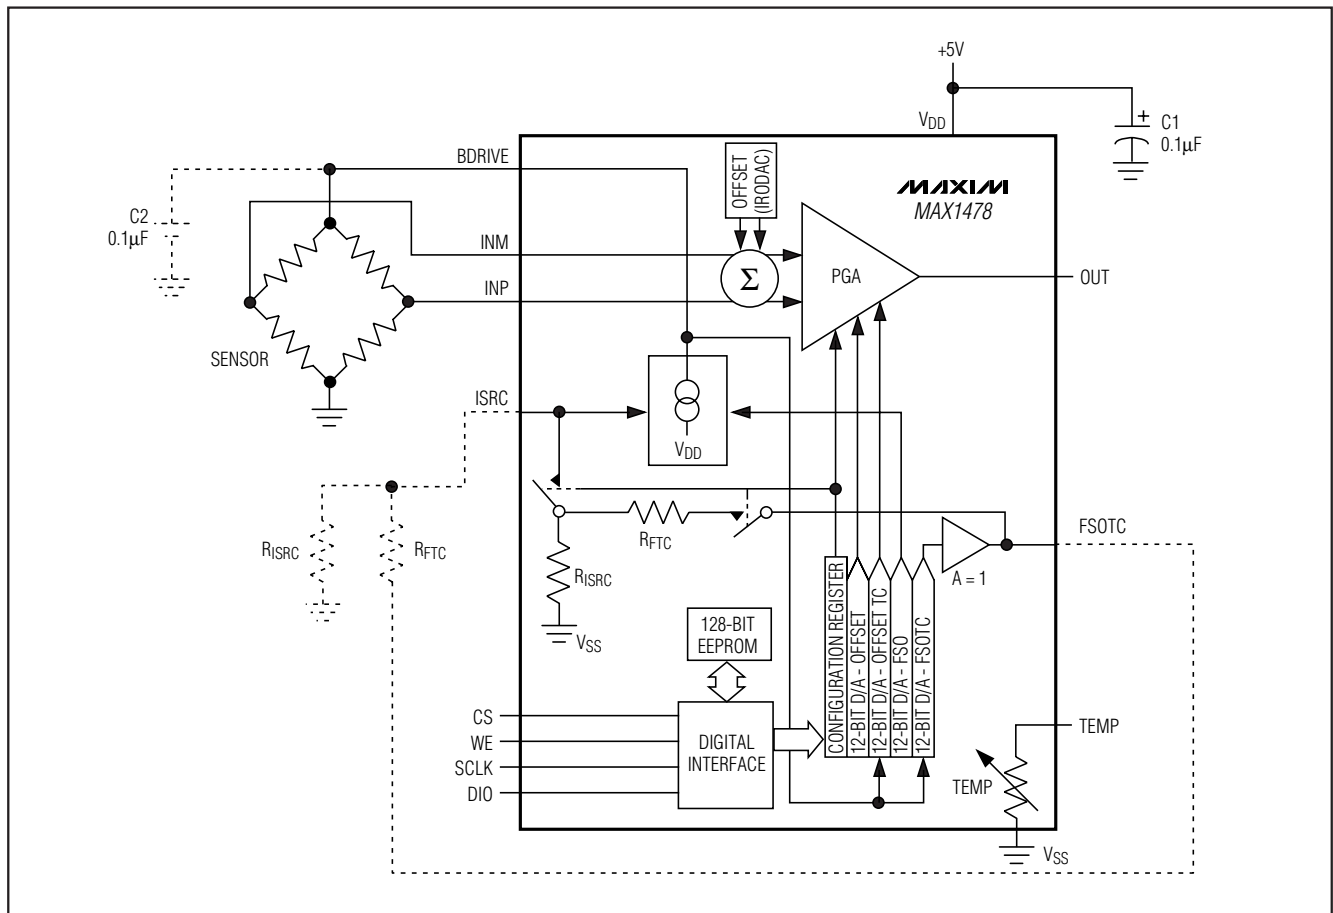 +5V
VDD
C1
0.1μF
BDRIVE
OFFSET
(IRODAC)
MAXIM
MAX1478
C2
0.1μF
INM
Σ
PGA
OUT
INP
SENSOR
ISRC
VDD
RISRC
RFTC
RFTC
RISRC
VSS
FSOTC
A = 1
128-BIT
EEPROM
CONFIGURATION REGISTER
12-BIT D/A - OFFSET
12-BIT D/A - OFFSET TC
12-BIT D/A - FSO
12-BIT D/A - FSOTC
CS
WE
SCLK
DIO
DIGITAL
INTERFACE
TEMP
TEMP
VSS